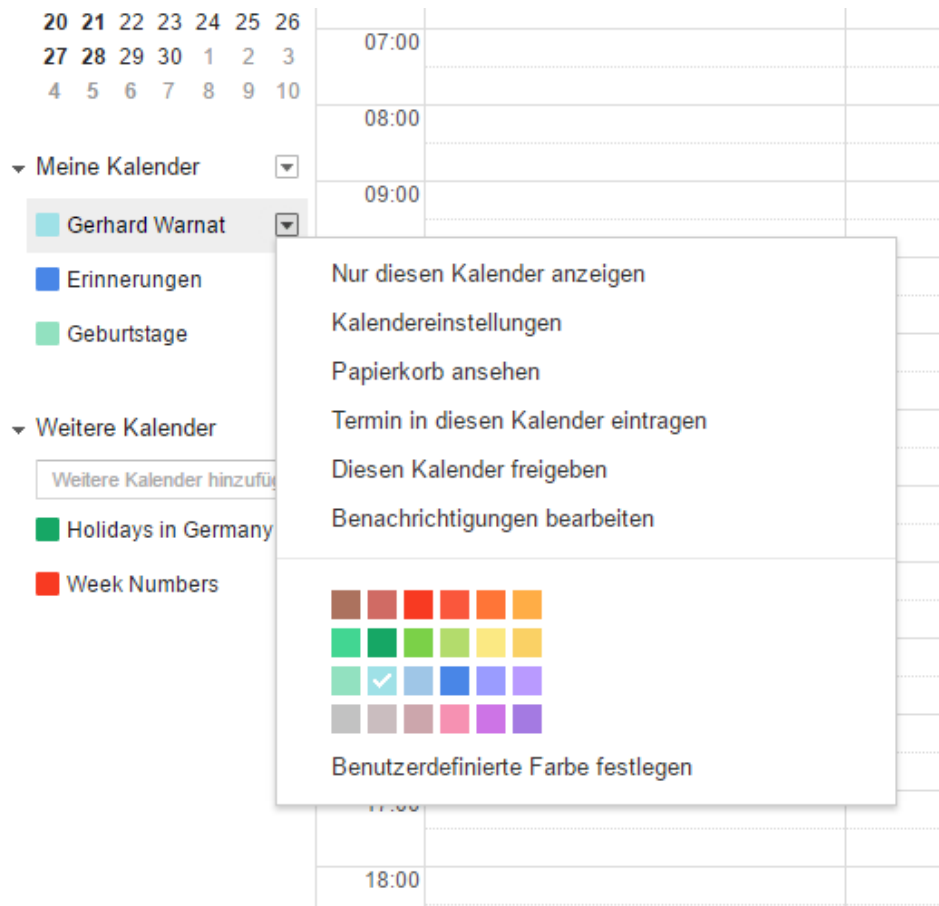 20 21 22 23 24 25 26
27 28 29 30 1 2 3
4 5 6 7 8 9 10
Meine Kalender
Gerhard Warnat
Erinnerungen
Geburtstage
Weitere Kalender
Weitere Kalender hinzufüg
Holidays in Germany
Week Numbers
07:00
08:00
09:00
Nur diesen Kalender anzeigen
Kalendereinstellungen
Papierkorb ansehen
Termin in diesen Kalender eintragen
Diesen Kalender freigeben
Benachrichtigungen bearbeiten
Benutzerdefinierte Farbe festlegen
17:00
18:00